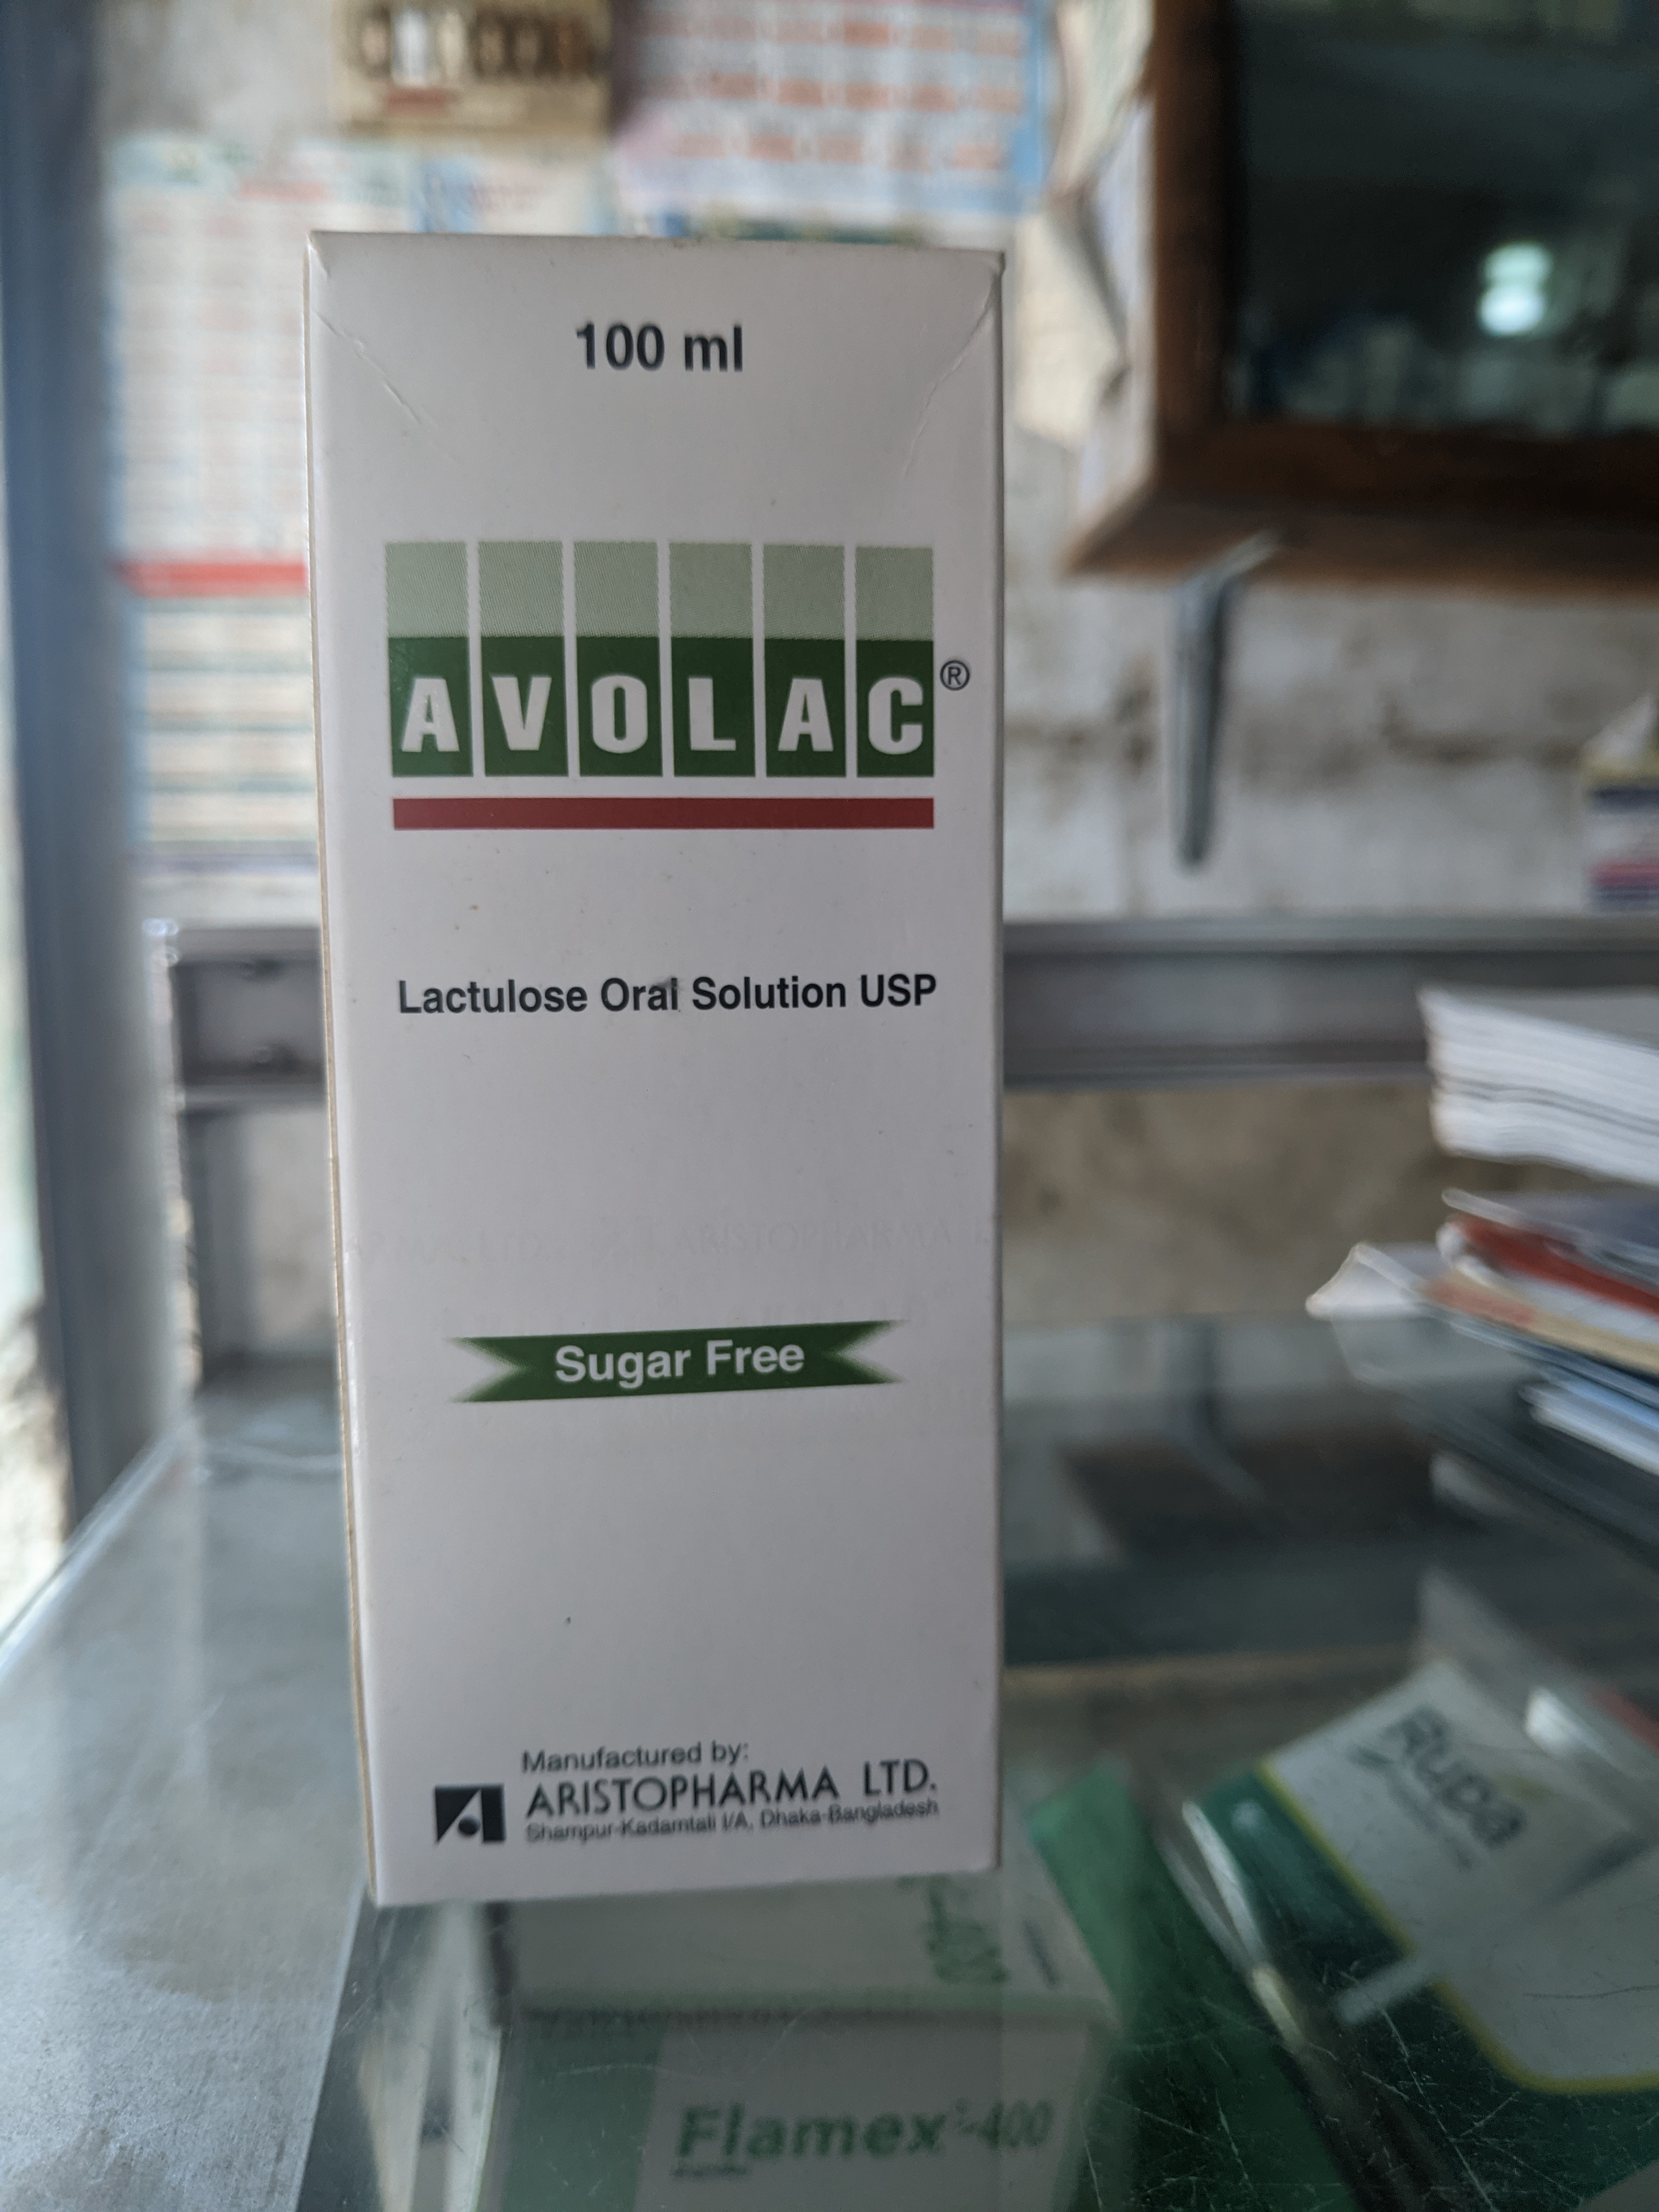 100 ml
AVOLAC®
Lactulose Oral Solution USP
Sugar Free
Manufactured by:
ARISTOPHARMA LTD.
Shampur-Kadamtali I/A, Dhaka-Bangladesh
Rupa
Flamex®-400